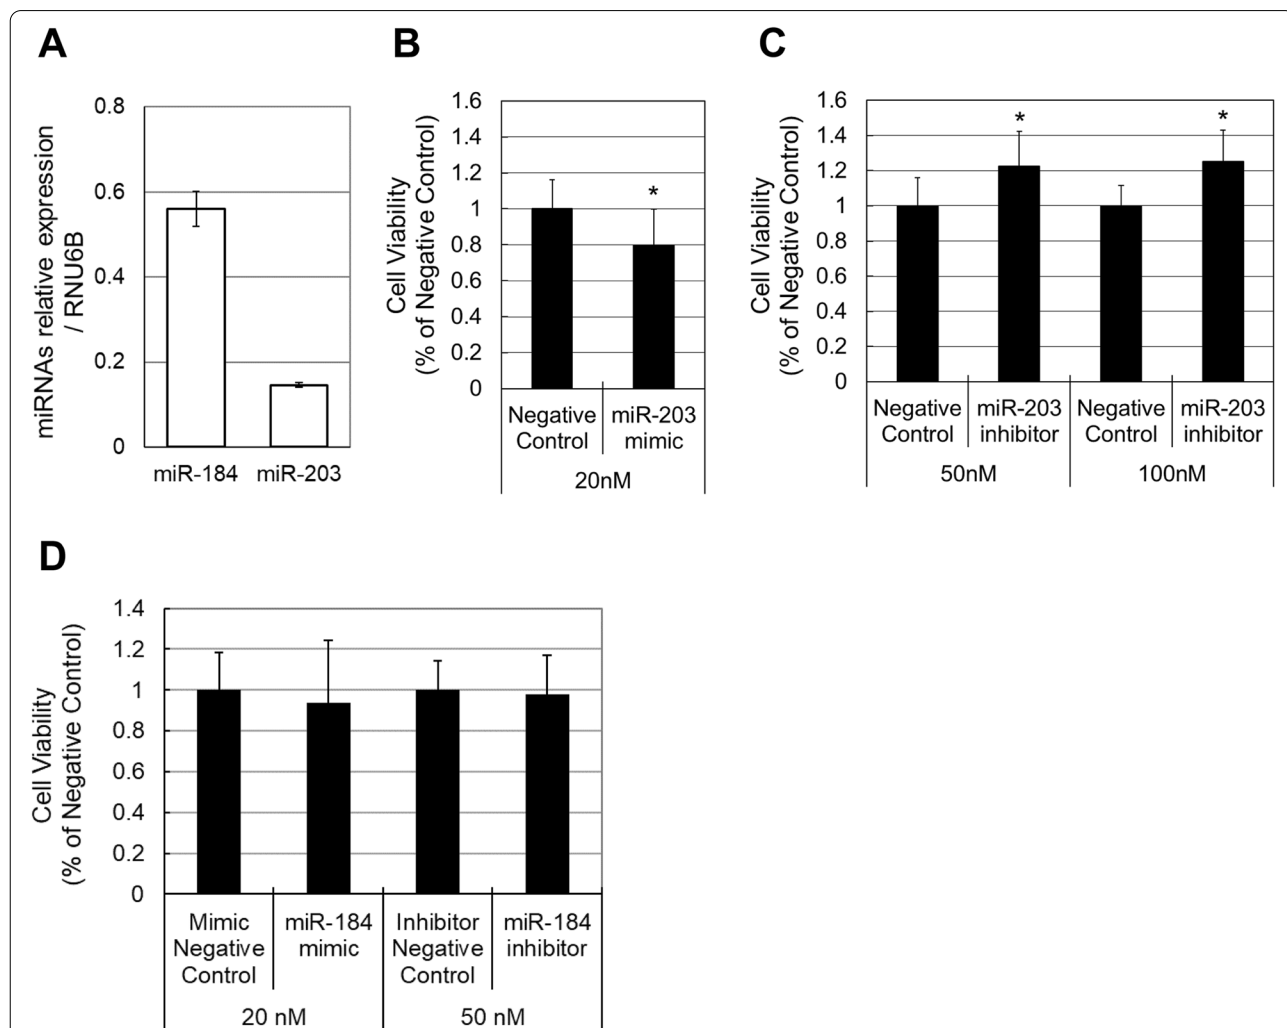 A
miRNAs relative expression
/ RNU6B
0.8
0.6
0.4
0.2
0
miR-184 miR-203
B
Cell Viability
(% of Negative Control)
1.6
1.4
1.2
1
0.8
0.6
0.4
0.2
0
*
Negative miR-203
Control mimic
20nM
C
Cell Viability
(% of Negative Control)
1.6
1.4
1.2
1
0.8
0.6
0.4
0.2
0
* *
Negative miR-203 Negative miR-203
Control inhibitor Control inhibitor
50nM 100nM
D
Cell Viability
(% of Negative Control)
1.4
1.2
1
0.8
0.6
0.4
0.2
0
Mimic miR-184 Inhibitor miR-184
Negative mimic Negative inhibitor
Control Control
20 nM 50 nM